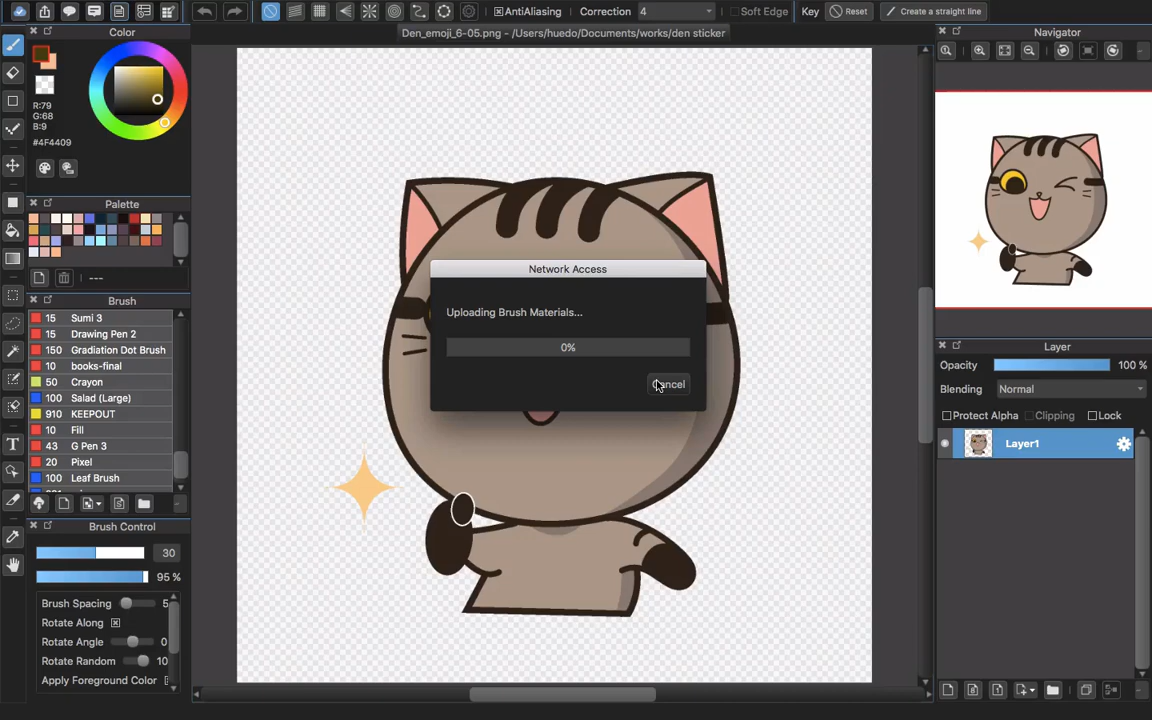 AntiAliasing Correction 4 Soft Edge Key Reset Create a straight line
Color
Den_emoji_6-05.png - /Users/huedo/Documents/works/den sticker
Navigator
R:79
G:68
B:9
#4F4409
Palette
---
Brush
15 Sumi 3
15 Drawing Pen 2
150 Gradiation Dot Brush
10 books-final
50 Crayon
100 Salad (Large)
910 KEEPOUT
10 Fill
43 G Pen 3
20 Pixel
100 Leaf Brush
Brush Control
30
95 %
Brush Spacing 5
Rotate Along
Rotate Angle 0
Rotate Random 10
Apply Foreground Color
Network Access
Uploading Brush Materials...
0%
Cancel
Layer
Opacity 100 %
Blending Normal
Protect Alpha Clipping Lock
Layer1